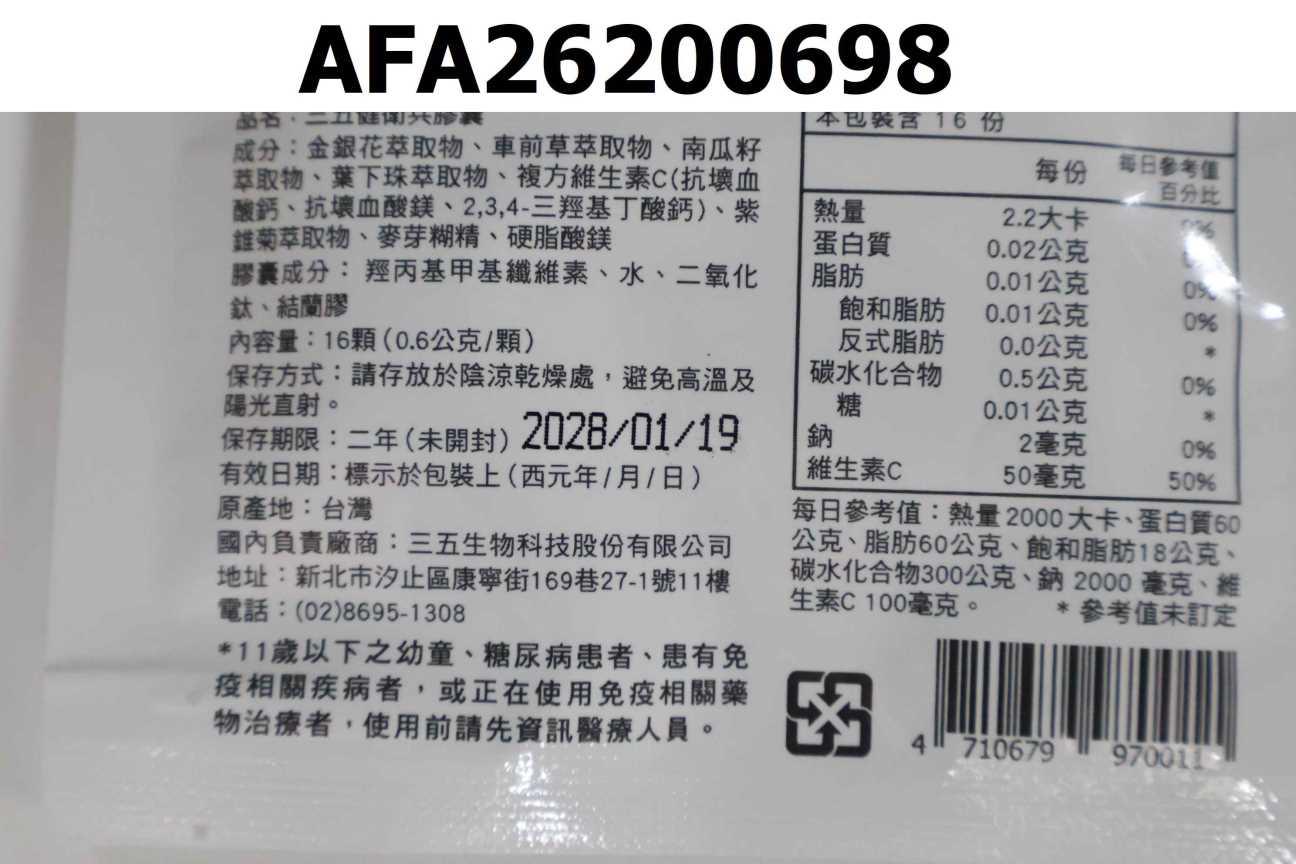 AFA26200698
品名：三五健衛兵膠囊
成分：金銀花萃取物、車前草萃取物、南瓜籽
萃取物、葉下珠萃取物、複方維生素C(抗壞血
酸鈣、抗壞血酸鎂、2,3,4-三羥基丁酸鈣)、紫
錐菊萃取物、麥芽糊精、硬脂酸鎂
膠囊成分：羥丙基甲基纖維素、水、二氧化
鈦、結蘭膠
內容量：16顆(0.6公克/顆)
保存方式：請存放於陰涼乾燥處，避免高溫及
陽光直射。
保存期限：二年(未開封) 2028/01/19
有效日期：標示於包裝上(西元年/月/日)
原產地：台灣
國內負責廠商：三五生物科技股份有限公司
地址：新北市汐止區康寧街169巷27-1號11樓
電話：(02)8695-1308
*11歲以下之幼童、糖尿病患者、患有免
疫相關疾病者，或正在使用免疫相關藥
物治療者，使用前請先資訊醫療人員。
本包裝含 16 份
每份 每日參考值
百分比
熱量 2.2大卡 0%
蛋白質 0.02公克
脂肪 0.01公克 0%
飽和脂肪 0.01公克 0%
反式脂肪 0.0公克 *
碳水化合物 0.5公克 0%
糖 0.01公克 *
鈉 2毫克 0%
維生素C 50毫克 50%
每日參考值：熱量2000大卡、蛋白質60
公克、脂肪60公克、飽和脂肪18公克、
碳水化合物300公克、鈉 2000 毫克、維
生素C 100毫克。 * 參考值未訂定
4 710679 970011